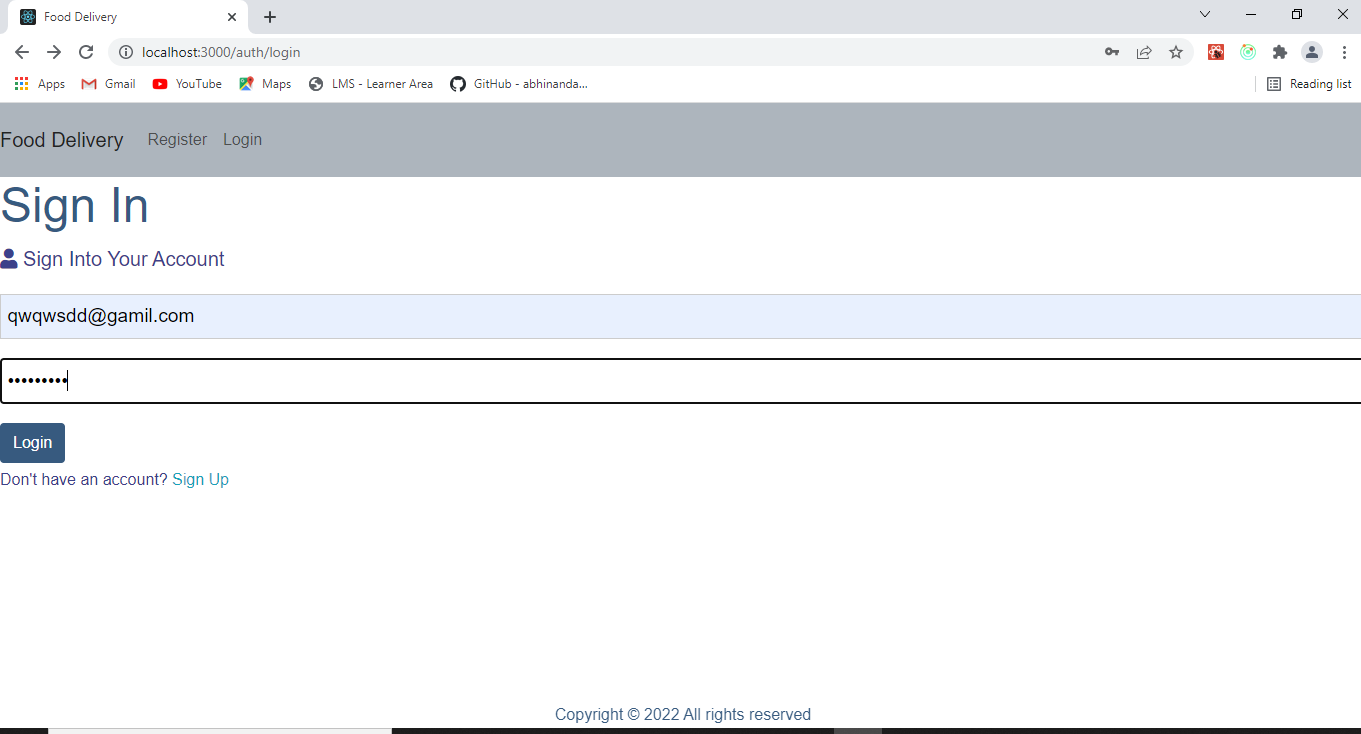 Food Delivery
localhost:3000/auth/login
Apps Gmail YouTube Maps LMS - Learner Area GitHub - abhinanda... Reading list
Food Delivery Register Login
Sign In
Sign Into Your Account
qwqwsdd@gamil.com
•••••••••
Login
Don't have an account? Sign Up
Copyright © 2022 All rights reserved